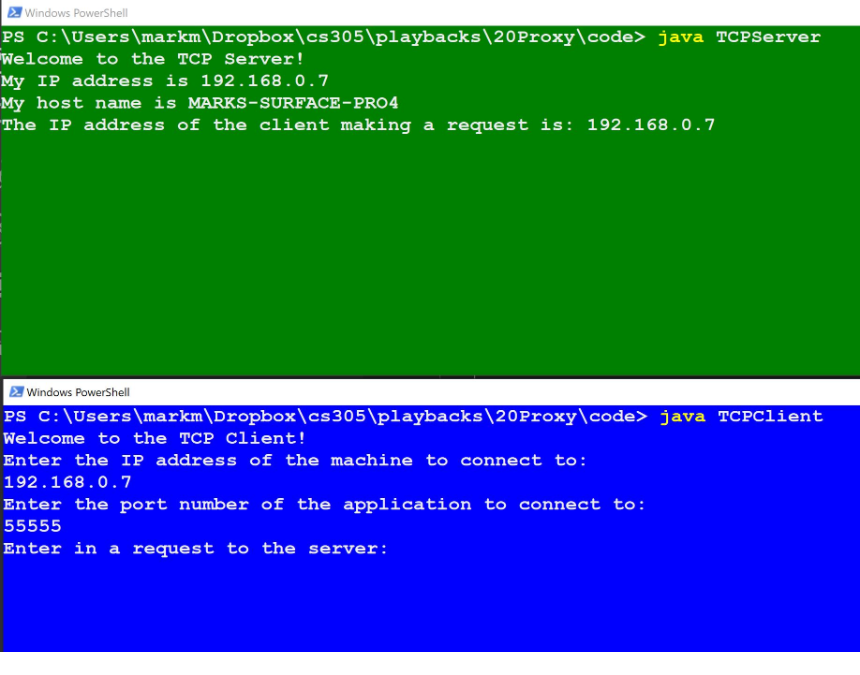 Windows PowerShell
PS C:\Users\markm\Dropbox\cs305\playbacks\20Proxy\code> java TCPServer
Welcome to the TCP Server!
My IP address is 192.168.0.7
My host name is MARKS-SURFACE-PRO4
The IP address of the client making a request is: 192.168.0.7
Windows PowerShell
PS C:\Users\markm\Dropbox\cs305\playbacks\20Proxy\code> java TCPClient
Welcome to the TCP Client!
Enter the IP address of the machine to connect to:
192.168.0.7
Enter the port number of the application to connect to:
55555
Enter in a request to the server: